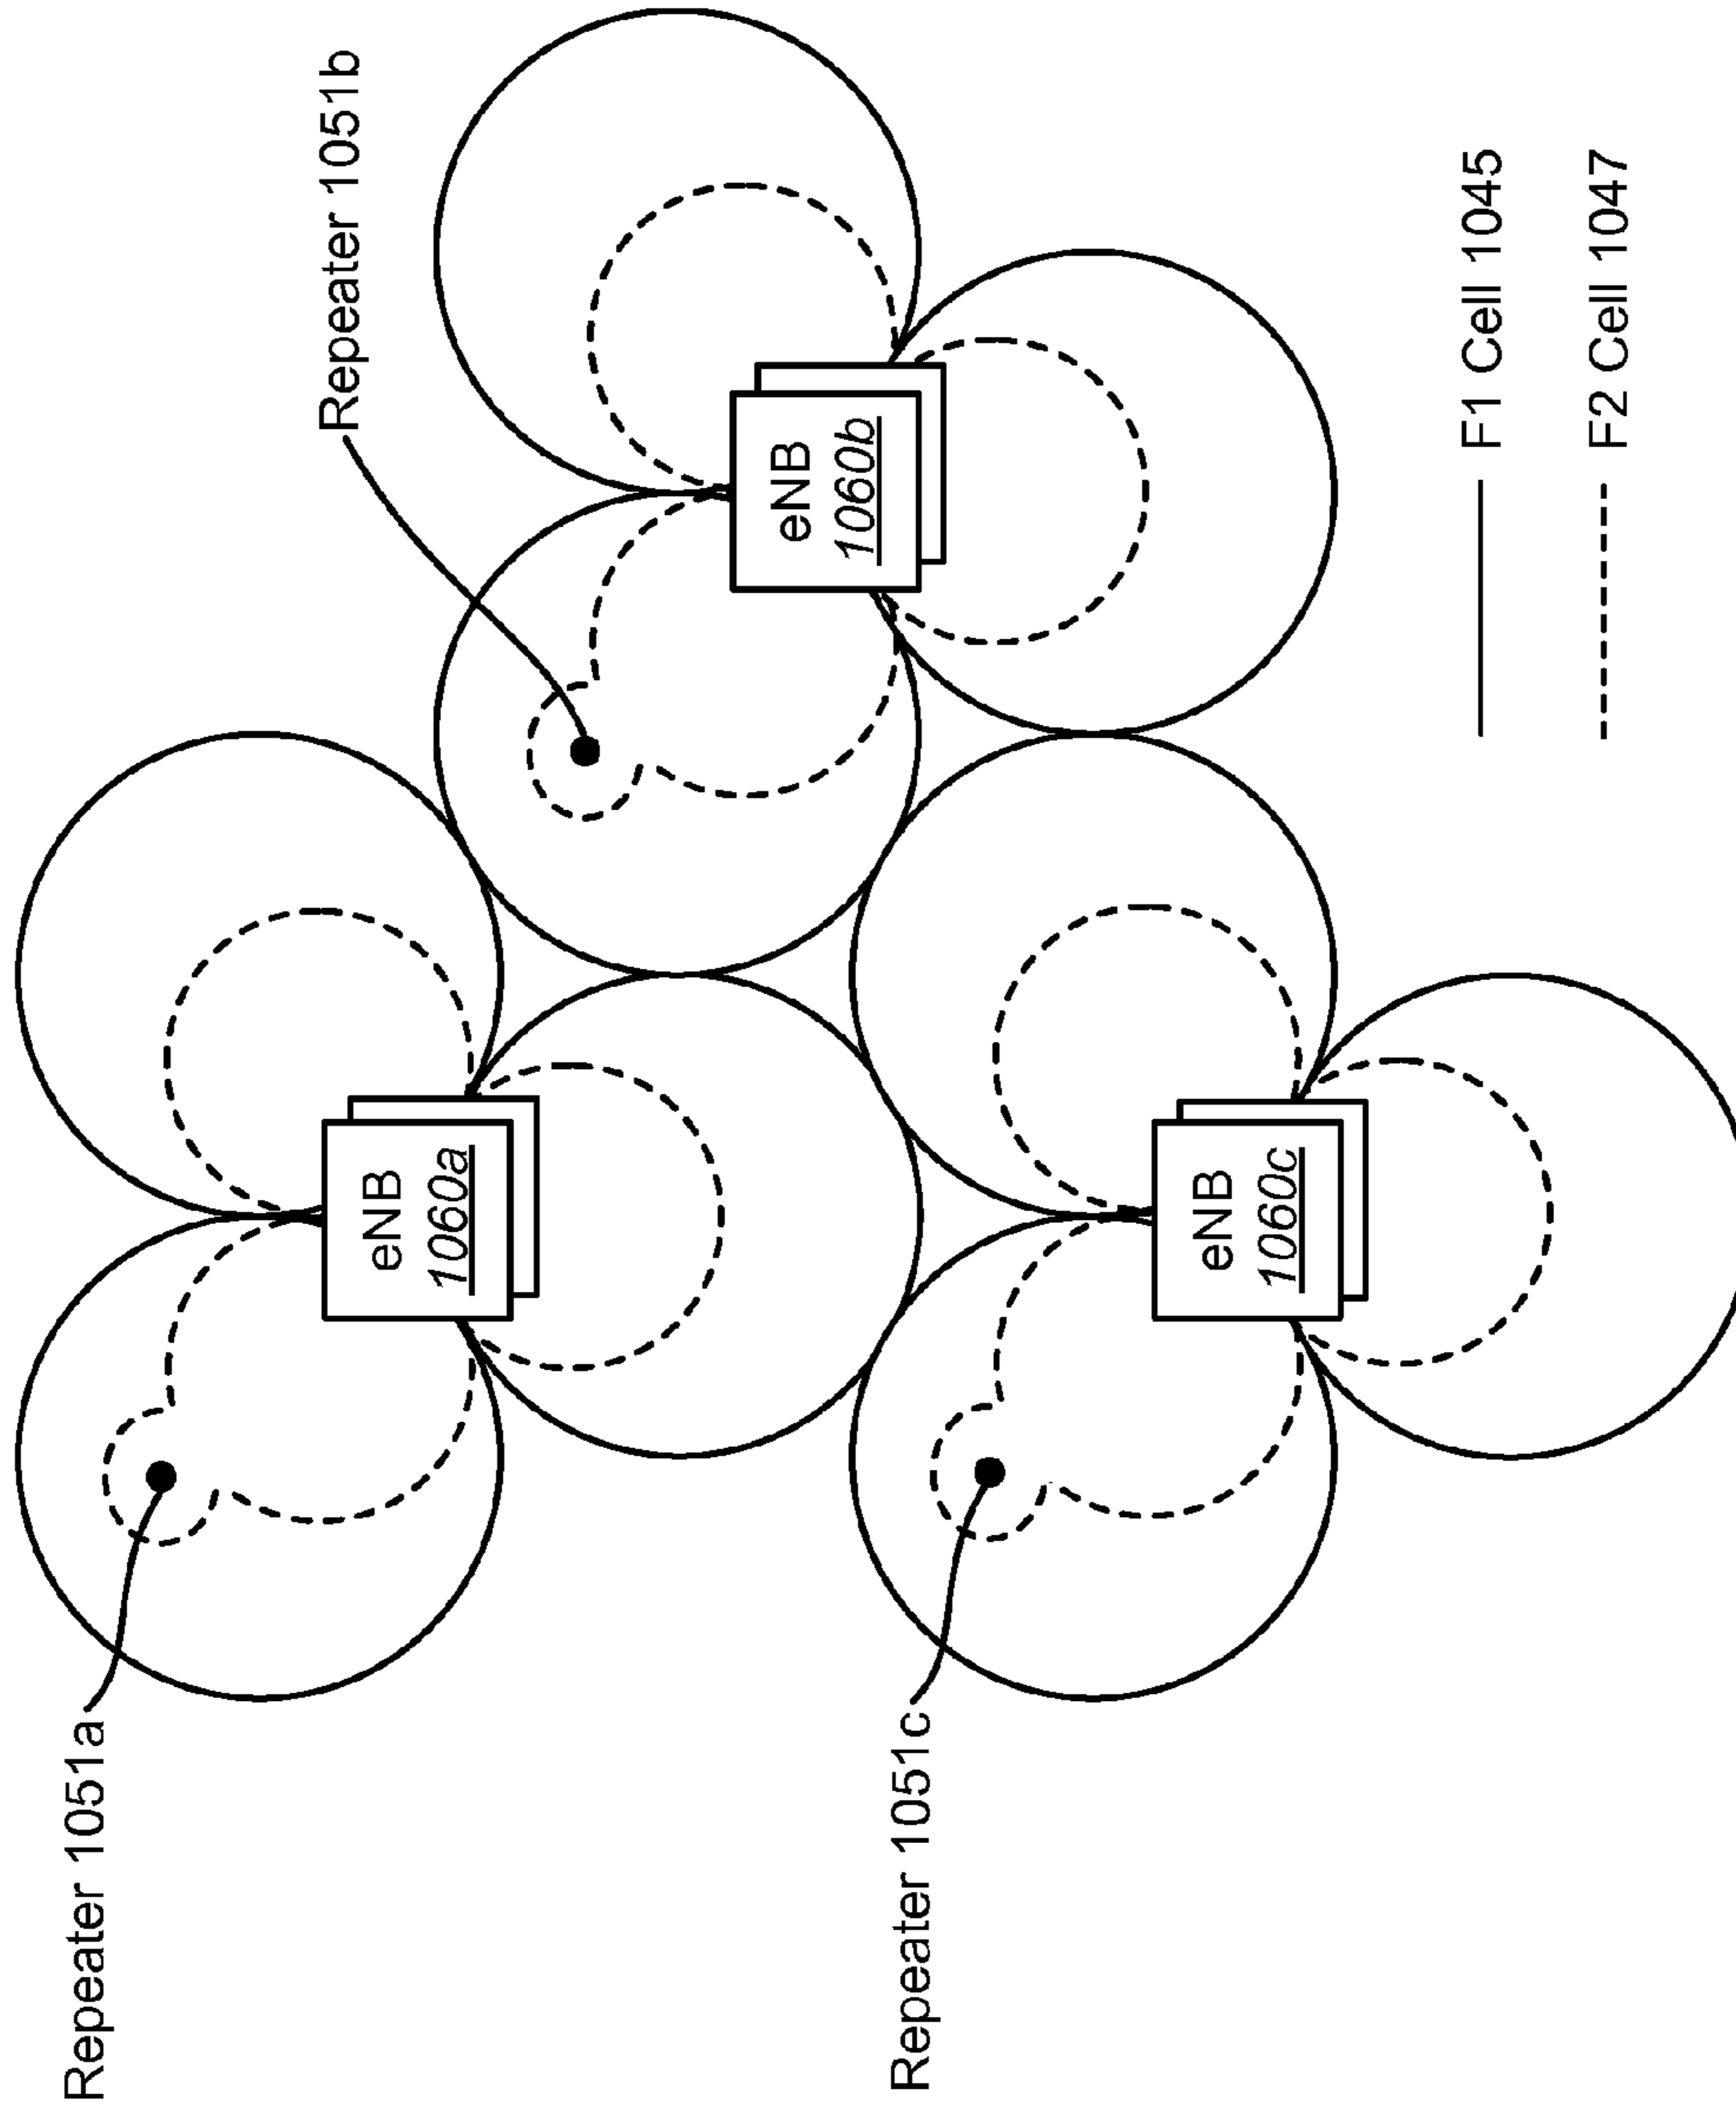 Repeater 1051a
Repeater 1051b
Repeater 1051c
eNB
1060a
eNB
1060b
eNB
1060c
F1 Cell 1045
F2 Cell 1047